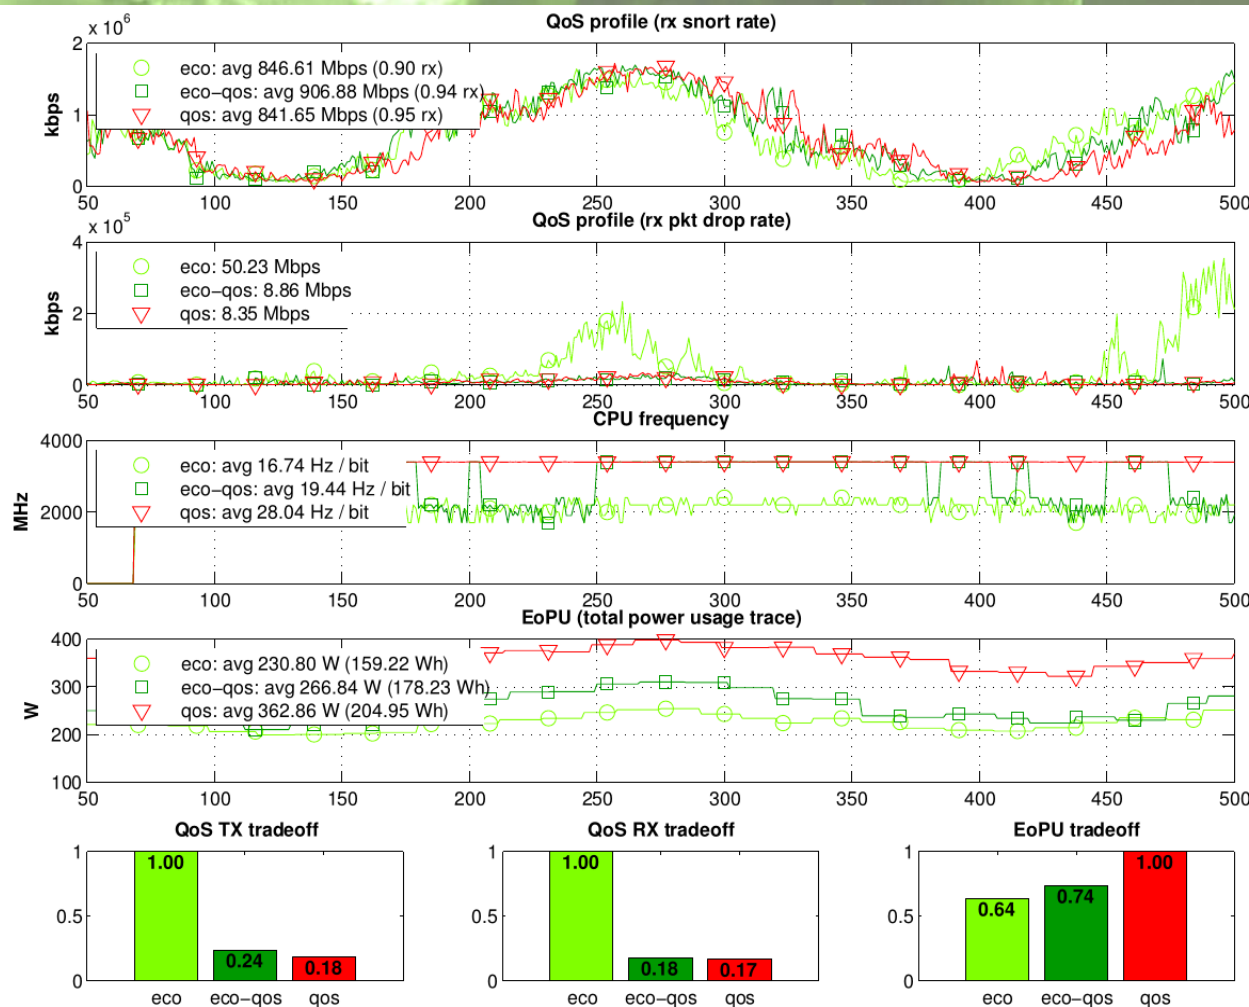 QoS profile (rx snort rate)
x 10^6
2
1
0
kbps
eco: avg 846.61 Mbps (0.90 rx)
eco-qos: avg 906.88 Mbps (0.94 rx)
qos: avg 841.65 Mbps (0.95 rx)
50 100 150 200 250 300 350 400 450 500
QoS profile (rx pkt drop rate)
x 10^5
4
2
0
kbps
eco: 50.23 Mbps
eco-qos: 8.86 Mbps
qos: 8.35 Mbps
50 100 150 200 250 300 350 400 450 500
CPU frequency
4000
2000
0
MHz
eco: avg 16.74 Hz / bit
eco-qos: avg 19.44 Hz / bit
qos: avg 28.04 Hz / bit
50 100 150 200 250 300 350 400 450 500
EoPU (total power usage trace)
400
300
200
100
W
eco: avg 230.80 W (159.22 Wh)
eco-qos: avg 266.84 W (178.23 Wh)
qos: avg 362.86 W (204.95 Wh)
50 100 150 200 250 300 350 400 450 500
QoS TX tradeoff
1
0.5
0
1.00
0.24
0.18
eco eco-qos qos
QoS RX tradeoff
1
0.5
0
1.00
0.18
0.17
eco eco-qos qos
EoPU tradeoff
1
0.5
0
0.64
0.74
1.00
eco eco-qos qos